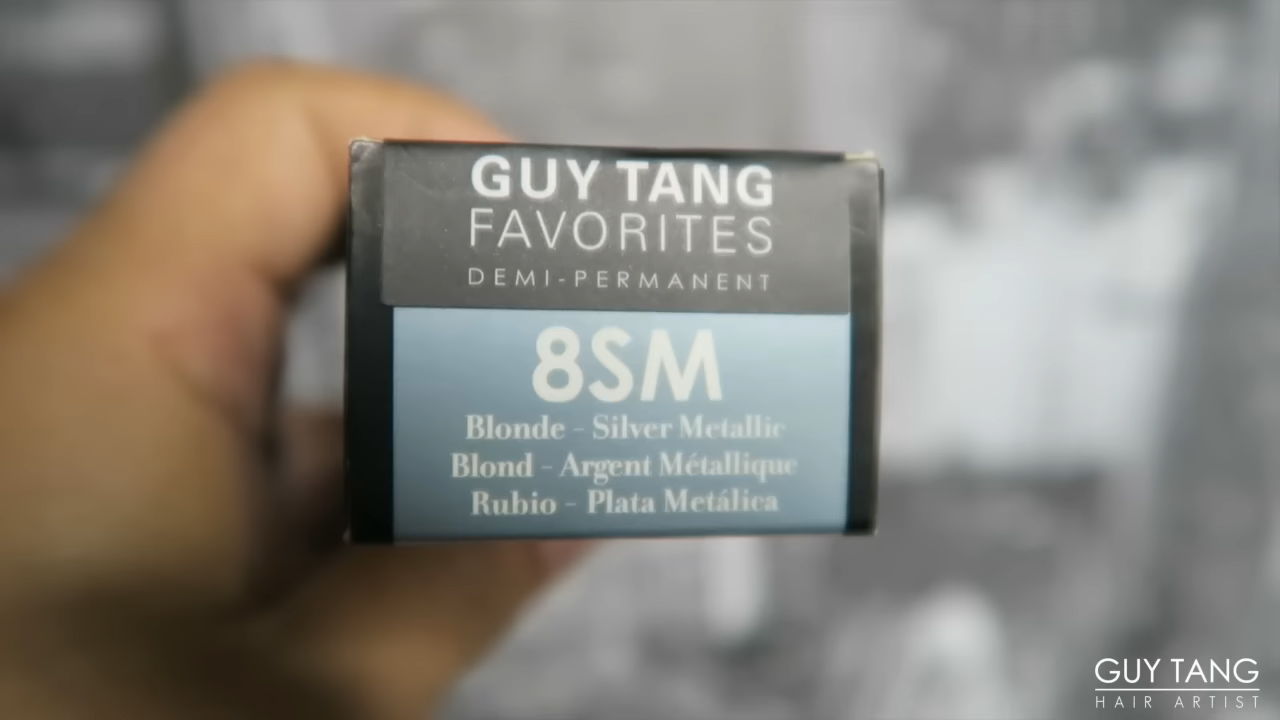 GUY TANG
FAVORITES
DEMI-PERMANENT
8SM
Blonde - Silver Metallic
Blond - Argent Métallique
Rubio - Plata Metálica
GUY TANG
HAIR ARTIST